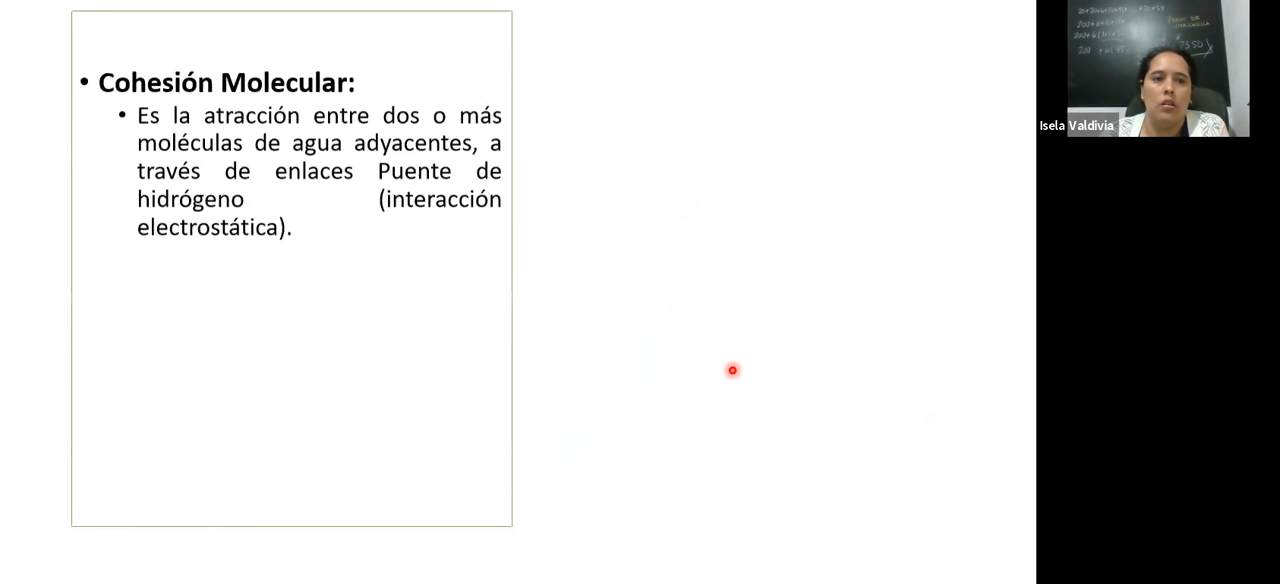 • Cohesión Molecular:
• Es la atracción entre dos o más
moléculas de agua adyacentes, a
través de enlaces Puente de
hidrógeno (interacción
electrostática).
Isela Valdivia
2350